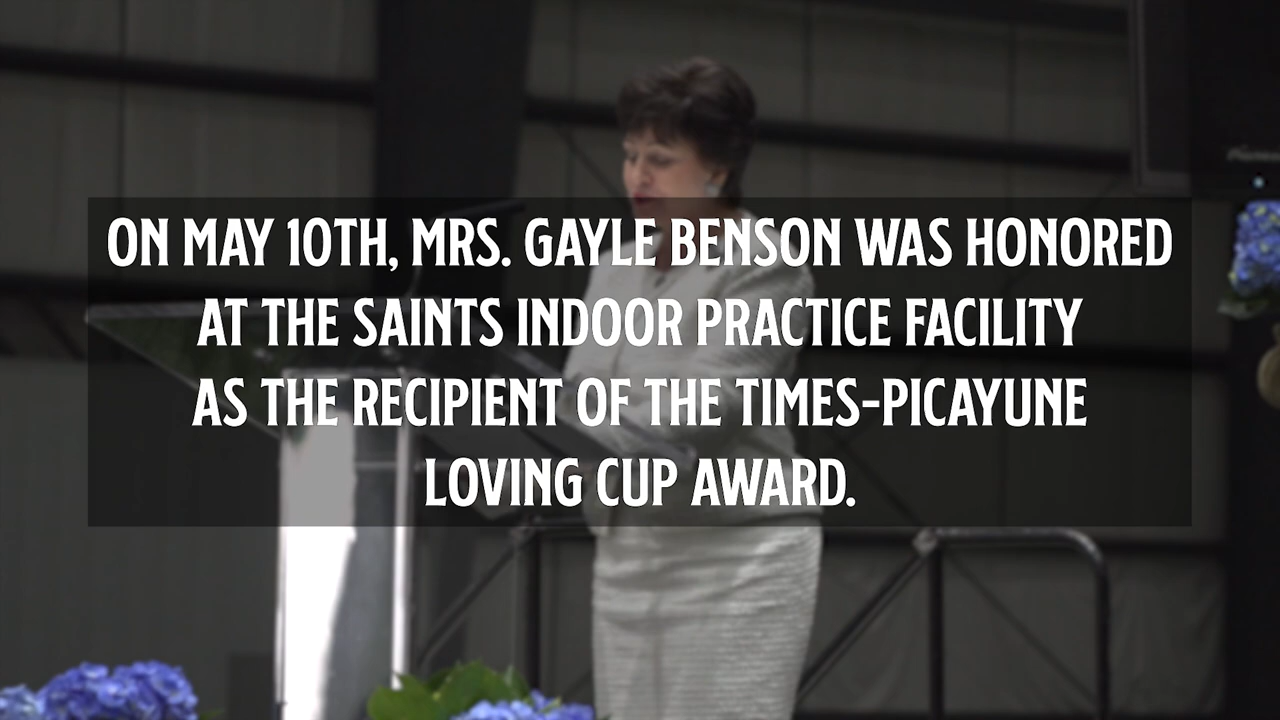 ON MAY 10TH, MRS. GAYLE BENSON WAS HONORED
AT THE SAINTS INDOOR PRACTICE FACILITY
AS THE RECIPIENT OF THE TIMES-PICAYUNE
LOVING CUP AWARD.